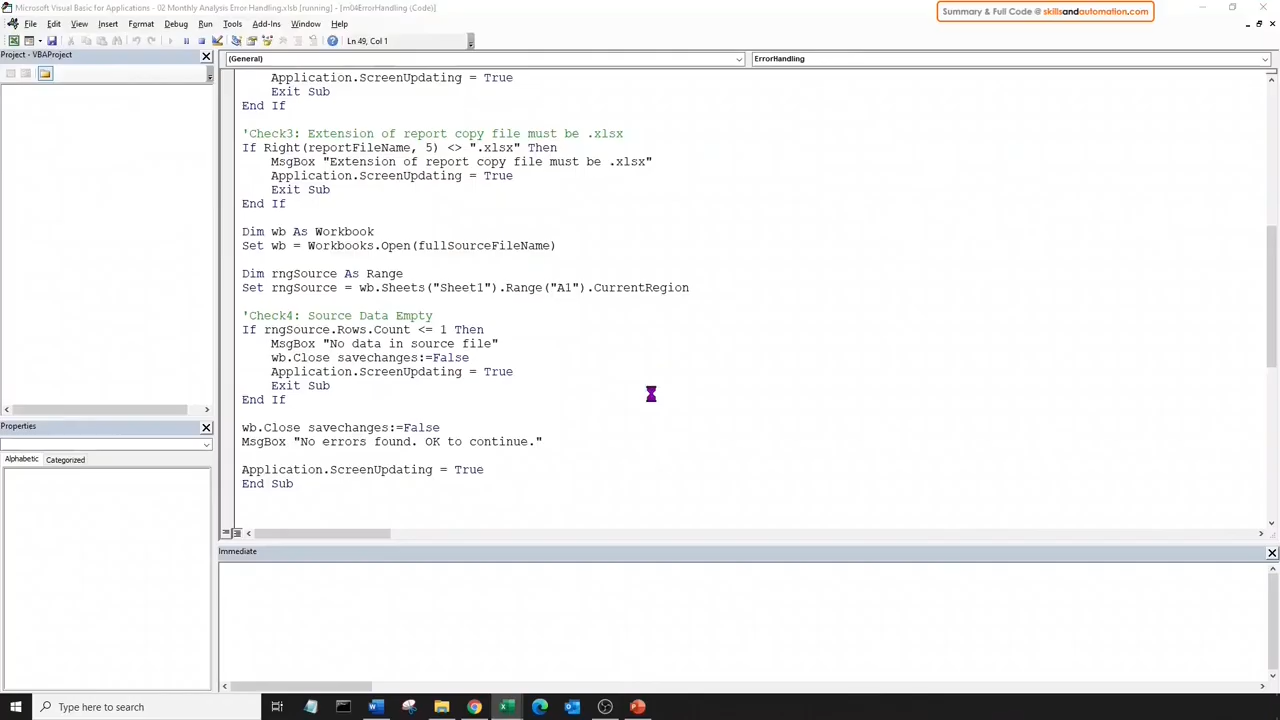 Microsoft Visual Basic for Applications - 02 Monthly Analysis Error Handling.xlsb [running] - [m04ErrorHandling (Code)]
Summary & Full Code @ skillsandautomation.com
File Edit View Insert Format Debug Run Tools Add-Ins Window Help
Ln 49, Col 1
Project - VBAProject
(General)
ErrorHandling
Application.ScreenUpdating = True
Exit Sub
End If
'Check3: Extension of report copy file must be .xlsx
If Right(reportFileName, 5) <> ".xlsx" Then
MsgBox "Extension of report copy file must be .xlsx"
Application.ScreenUpdating = True
Exit Sub
End If
Dim wb As Workbook
Set wb = Workbooks.Open(fullSourceFileName)
Dim rngSource As Range
Set rngSource = wb.Sheets("Sheet1").Range("A1").CurrentRegion
'Check4: Source Data Empty
If rngSource.Rows.Count <= 1 Then
MsgBox "No data in source file"
wb.Close savechanges:=False
Application.ScreenUpdating = True
Exit Sub
End If
wb.Close savechanges:=False
MsgBox "No errors found. OK to continue."
Application.ScreenUpdating = True
End Sub
Properties
Alphabetic Categorized
Immediate
Type here to search